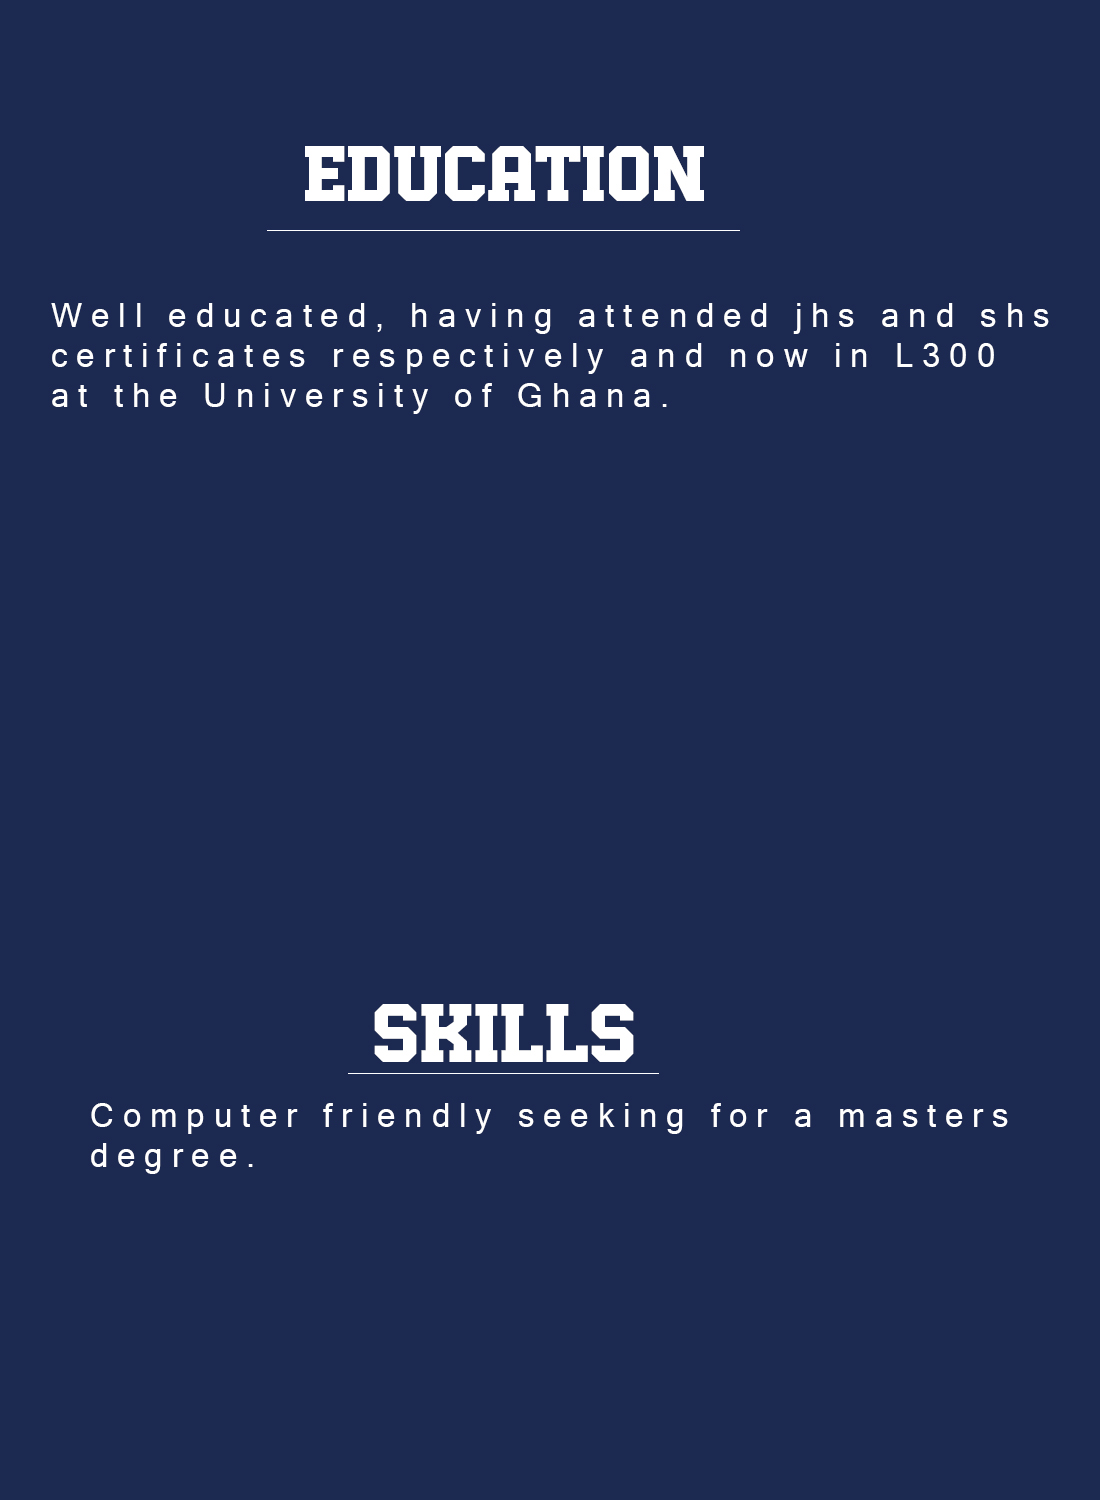 EDUCATION
Well educated, having attended jhs and shs
certificates respectively and now in L300
at the University of Ghana.
SKILLS
Computer friendly seeking for a masters
degree.